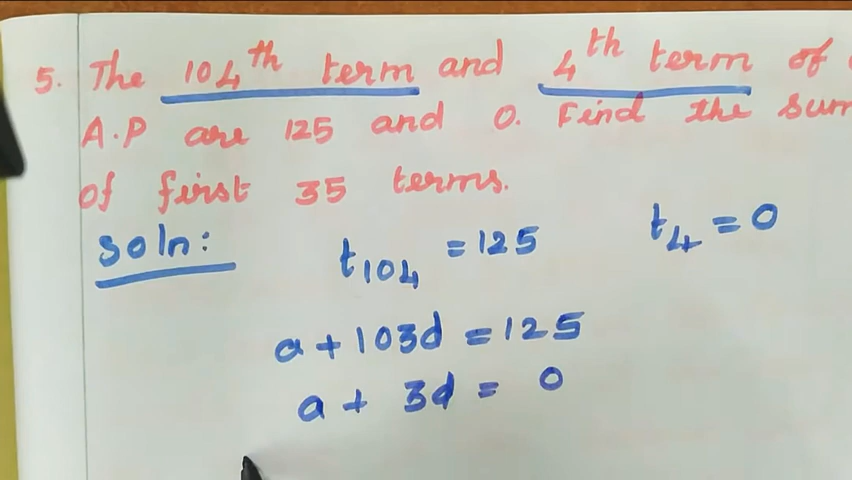 5. The 104th term and 4th term of
A.P are 125 and 0. Find the sum
of first 35 terms.
Soln:
t104 = 125 t4 = 0
a + 103d = 125
a + 3d = 0